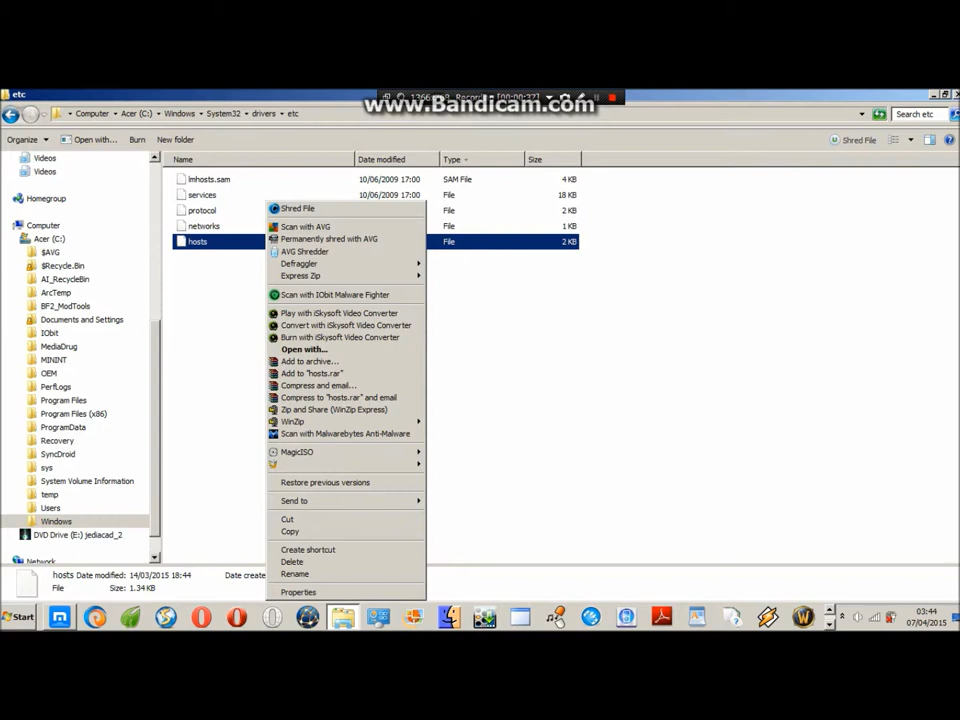 etc
1366
Recording [00:00:37]
www.Bandicam.com
Computer Acer (C:) Windows System32 drivers etc
Search etc
Organize Open with... Burn New folder
Shred File
Name Date modified Type Size
Videos
Videos
Homegroup
Computer
Acer (C:)
$AVG
$Recycle.Bin
AI_RecycleBin
ArcTemp
BF2_ModTools
Documents and Settings
IObit
MediaDrug
MININT
OEM
PerfLogs
Program Files
Program Files (x86)
ProgramData
Recovery
SyncDroid
sys
System Volume Information
temp
Users
Windows
DVD Drive (E:) jediacad_2
Network
lmhosts.sam 10/06/2009 17:00 SAM File 4 KB
services 10/06/2009 17:00 File 18 KB
protocol File 2 KB
networks File 1 KB
hosts File 2 KB
Shred File
Scan with AVG
Permanently shred with AVG
AVG Shredder
Defraggler
Express Zip
Scan with IObit Malware Fighter
Play with iSkysoft Video Converter
Convert with iSkysoft Video Converter
Burn with iSkysoft Video Converter
Open with...
Add to archive...
Add to "hosts.rar"
Compress and email...
Compress to "hosts.rar" and email
Zip and Share (WinZip Express)
WinZip
Scan with Malwarebytes Anti-Malware
MagicISO
Restore previous versions
Send to
Cut
Copy
Create shortcut
Delete
Rename
Properties
hosts Date modified: 14/03/2015 18:44 Date create
File Size: 1.34 KB
Start
03:44
07/04/2015